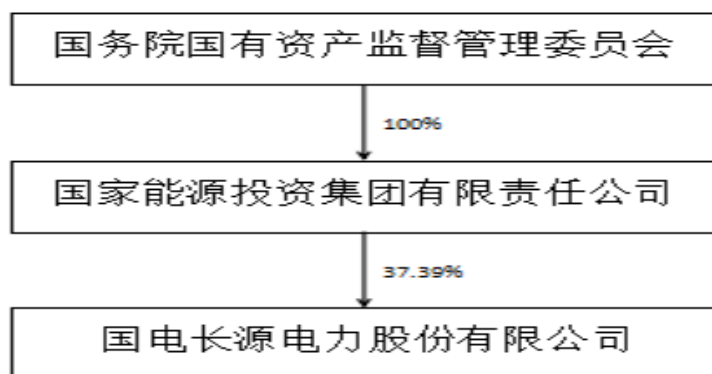 国务院国有资产监督管理委员会
100%
国家能源投资集团有限责任公司
37.39%
国电长源电力股份有限公司